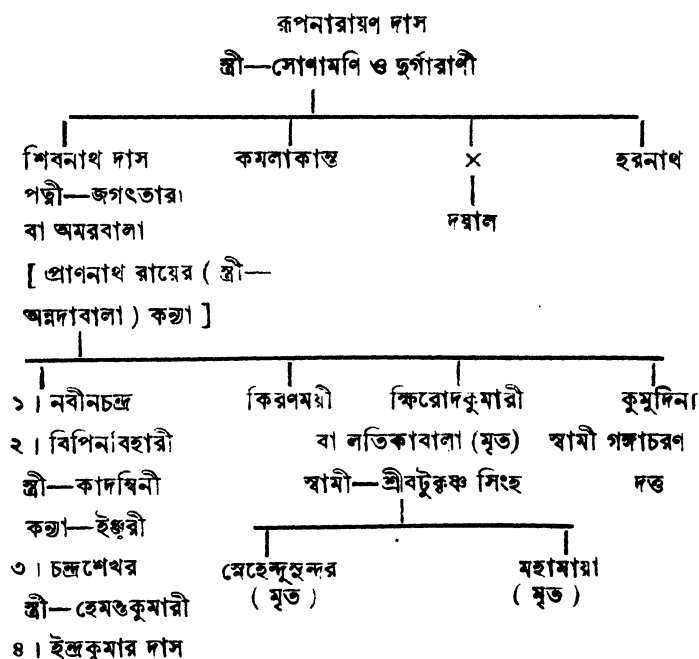 রূপনারায়ণ দাস
স্ত্রী—সোণামণি ও দুর্গারাণী
শিবনাথ দাস কমলাকান্ত × হরনাথ
পত্নী—জগৎতারা
বা অমরবালা দয়াল
[ প্রাণনাথ রায়ের ( স্ত্রী—
অন্নদাবালা ) কন্যা ]
১। নবীনচন্দ্র কিরণময়ী ক্ষিরোদকুমারী কুমুদিনী
২। বিপিনবিহারী বা লতিকাবালা (মৃত) স্বামী গঙ্গাচরণ
স্ত্রী—কাদম্বিনী স্বামী—শ্রীবটুকৃষ্ণ সিংহ দত্ত
কন্যা—ইঞ্জুরী
৩। চন্দ্রশেখর স্নেহেন্দুসুন্দর মহামায়া
স্ত্রী—হেমন্তকুমারী ( মৃত ) ( মৃত )
৪। ইন্দ্রকুমার দাস